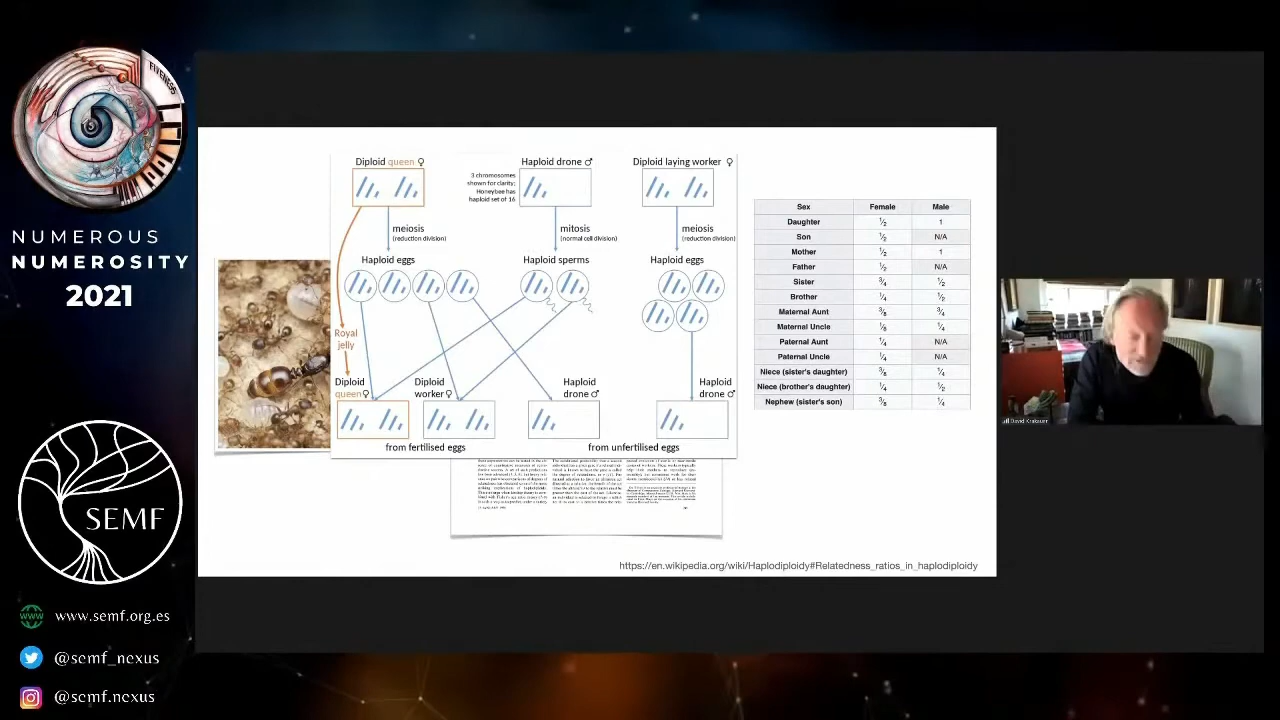 FIVENESS
NUMEROUS
NUMEROSITY
2021
SEMF
www.semf.org.es
@semf_nexus
@semf.nexus
Diploid queen ♀
Haploid drone ♂
Diploid laying worker ♀
3 chromosomes
shown for clarity;
Honeybee has
haploid set of 16
meiosis
(reduction division)
mitosis
(normal cell division)
meiosis
(reduction division)
Haploid eggs
Haploid sperms
Haploid eggs
Royal
jelly
Diploid
queen♀
Diploid
worker♀
Haploid
drone ♂
Haploid
drone ♂
from fertilised eggs
from unfertilised eggs
Sex Female Male
Daughter ½ 1
Son ½ N/A
Mother ½ 1
Father ½ N/A
Sister ¾ ½
Brother ¼ ½
Maternal Aunt ⅜ ¾
Maternal Uncle ⅛ ¼
Paternal Aunt ¼ N/A
Paternal Uncle ¼ N/A
Niece (sister's daughter) ⅜ ¼
Niece (brother's daughter) ¼ ½
Nephew (sister's son) ⅜ ¼
https://en.wikipedia.org/wiki/Haplodiploidy#Relatedness_ratios_in_haplodiploidy
David Krakauer